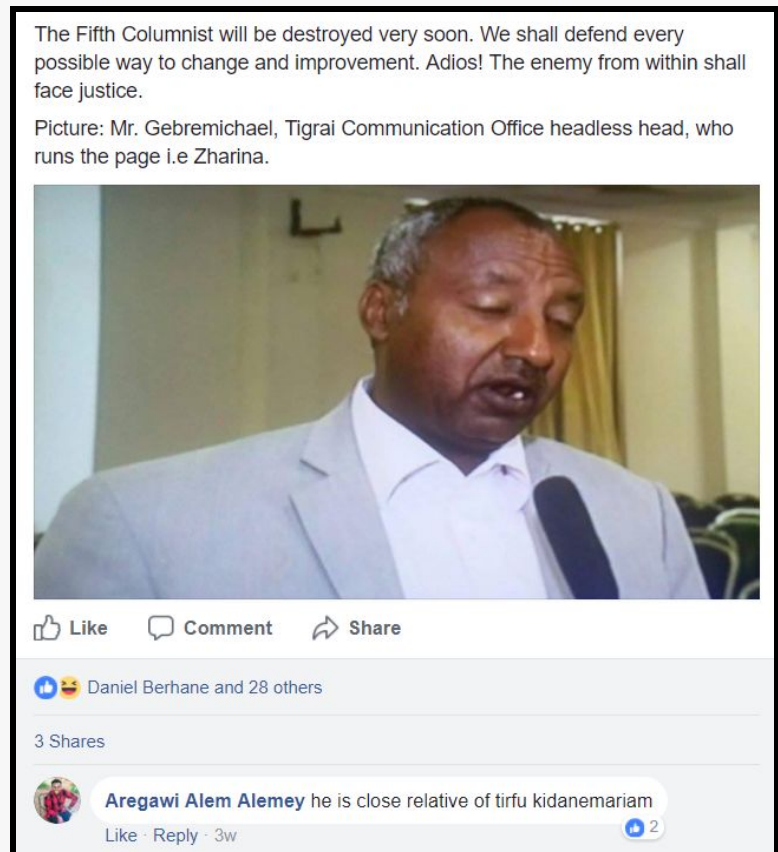 The Fifth Columnist will be destroyed very soon. We shall defend every
possible way to change and improvement. Adios! The enemy from within shall
face justice.
Picture: Mr. Gebremichael, Tigrai Communication Office headless head, who
runs the page i.e Zharina.
Like Comment Share
Daniel Berhane and 28 others
3 Shares
Aregawi Alem Alemey he is close relative of tirfu kidanemariam
Like · Reply · 3w
2